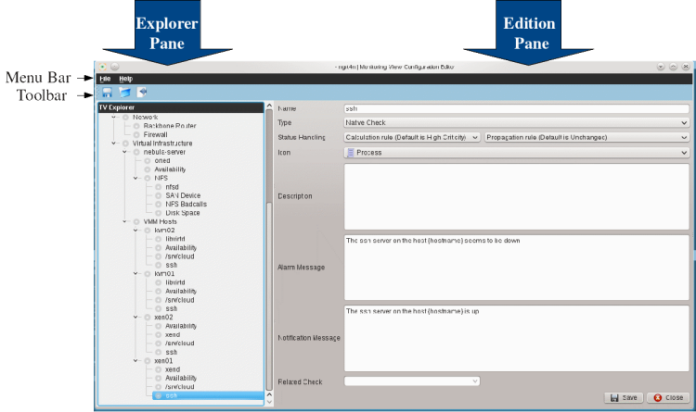 Explorer
Pane
Edition
Pane
Menu Bar
Toolbar
ngrt4n | Monitoring View Configuration Editor
File Help
TV Explorer
Network
Backbone Router
Firewall
Virtual Infrastructure
nebula-server
oned
Availability
NFS
nfsd
SAN Device
NFS Badcalls
Disk Space
VMM Hosts
kvm02
libvirtd
Availability
/srv/cloud
ssh
kvm01
libvirtd
Availability
/srv/cloud
ssh
xen02
Availability
xend
/srv/cloud
ssh
xen01
xend
Availability
/srv/cloud
ssh
Name
ssh
Type
Native Check
Status Handling
Calculation rule (Default is High Criticity)
Propagation rule (Default is Unchanged)
Icon
Process
Description
Alarm Message
The ssh server on the host {hostname} seems to be down
Notification Message
The ssh server on the host {hostname} is up
Related Check
Save
Close